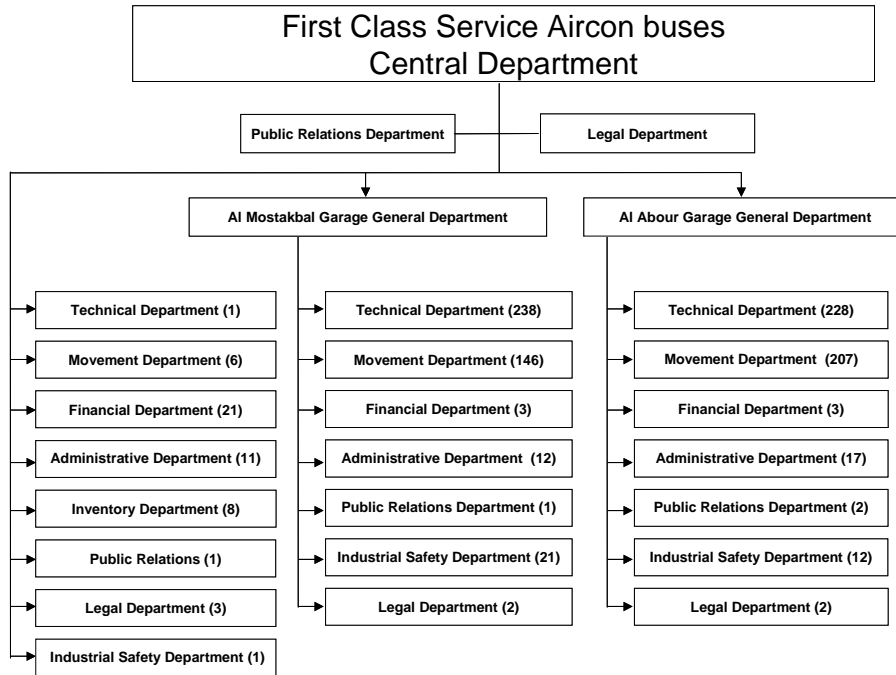 First Class Service Aircon buses
Central Department
Public Relations Department
Legal Department
Al Mostakbal Garage General Department
Al Abour Garage General Department
Technical Department (1)
Movement Department (6)
Financial Department (21)
Administrative Department (11)
Inventory Department (8)
Public Relations (1)
Legal Department (3)
Industrial Safety Department (1)
Technical Department (238)
Movement Department (146)
Financial Department (3)
Administrative Department (12)
Public Relations Department (1)
Industrial Safety Department (21)
Legal Department (2)
Technical Department (228)
Movement Department (207)
Financial Department (3)
Administrative Department (17)
Public Relations Department (2)
Industrial Safety Department (12)
Legal Department (2)